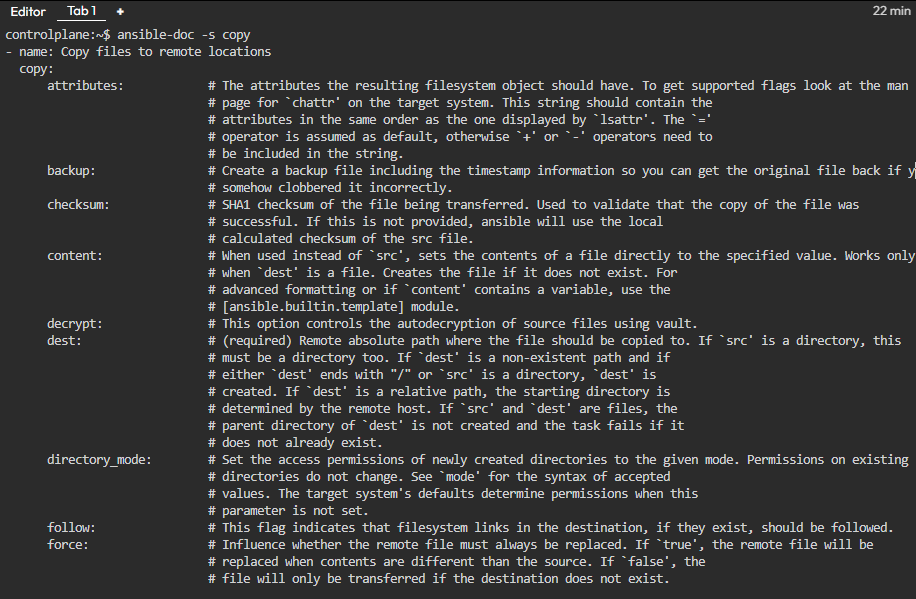 Editor Tab 1 + 22 min
controlplane:~$ ansible-doc -s copy
- name: Copy files to remote locations
  copy:
      attributes:            # The attributes the resulting filesystem object should have. To get supported flags look at the man
                             # page for `chattr' on the target system. This string should contain the
                             # attributes in the same order as the one displayed by `lsattr'. The `='
                             # operator is assumed as default, otherwise `+' or `-' operators need to
                             # be included in the string.
      backup:                # Create a backup file including the timestamp information so you can get the original file back if y
                             # somehow clobbered it incorrectly.
      checksum:              # SHA1 checksum of the file being transferred. Used to validate that the copy of the file was
                             # successful. If this is not provided, ansible will use the local
                             # calculated checksum of the src file.
      content:               # When used instead of `src', sets the contents of a file directly to the specified value. Works only
                             # when `dest' is a file. Creates the file if it does not exist. For
                             # advanced formatting or if `content' contains a variable, use the
                             # [ansible.builtin.template] module.
      decrypt:               # This option controls the autodecryption of source files using vault.
      dest:                  # (required) Remote absolute path where the file should be copied to. If `src' is a directory, this
                             # must be a directory too. If `dest' is a non-existent path and if
                             # either `dest' ends with "/" or `src' is a directory, `dest' is
                             # created. If `dest' is a relative path, the starting directory is
                             # determined by the remote host. If `src' and `dest' are files, the
                             # parent directory of `dest' is not created and the task fails if it
                             # does not already exist.
      directory_mode:        # Set the access permissions of newly created directories to the given mode. Permissions on existing
                             # directories do not change. See `mode' for the syntax of accepted
                             # values. The target system's defaults determine permissions when this
                             # parameter is not set.
      follow:                # This flag indicates that filesystem links in the destination, if they exist, should be followed.
      force:                 # Influence whether the remote file must always be replaced. If `true', the remote file will be
                             # replaced when contents are different than the source. If `false', the
                             # file will only be transferred if the destination does not exist.